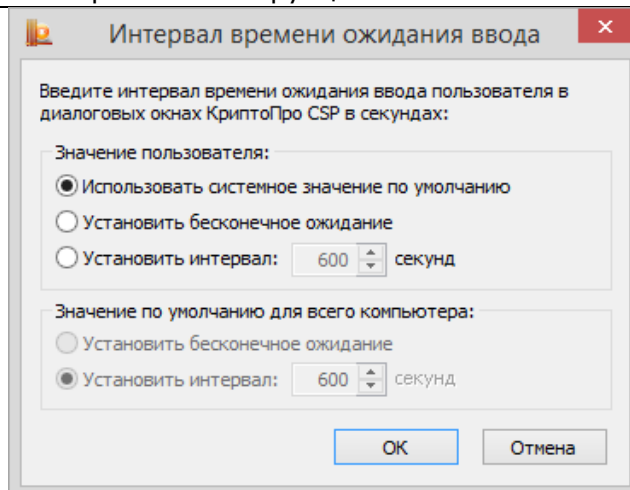 Интервал времени ожидания ввода
Введите интервал времени ожидания ввода пользователя в
диалоговых окнах КриптоПро CSP в секундах:
Значение пользователя:
Использовать системное значение по умолчанию
Установить бесконечное ожидание
Установить интервал: 600 секунд
Значение по умолчанию для всего компьютера:
Установить бесконечное ожидание
Установить интервал: 600 секунд
ОК Отмена